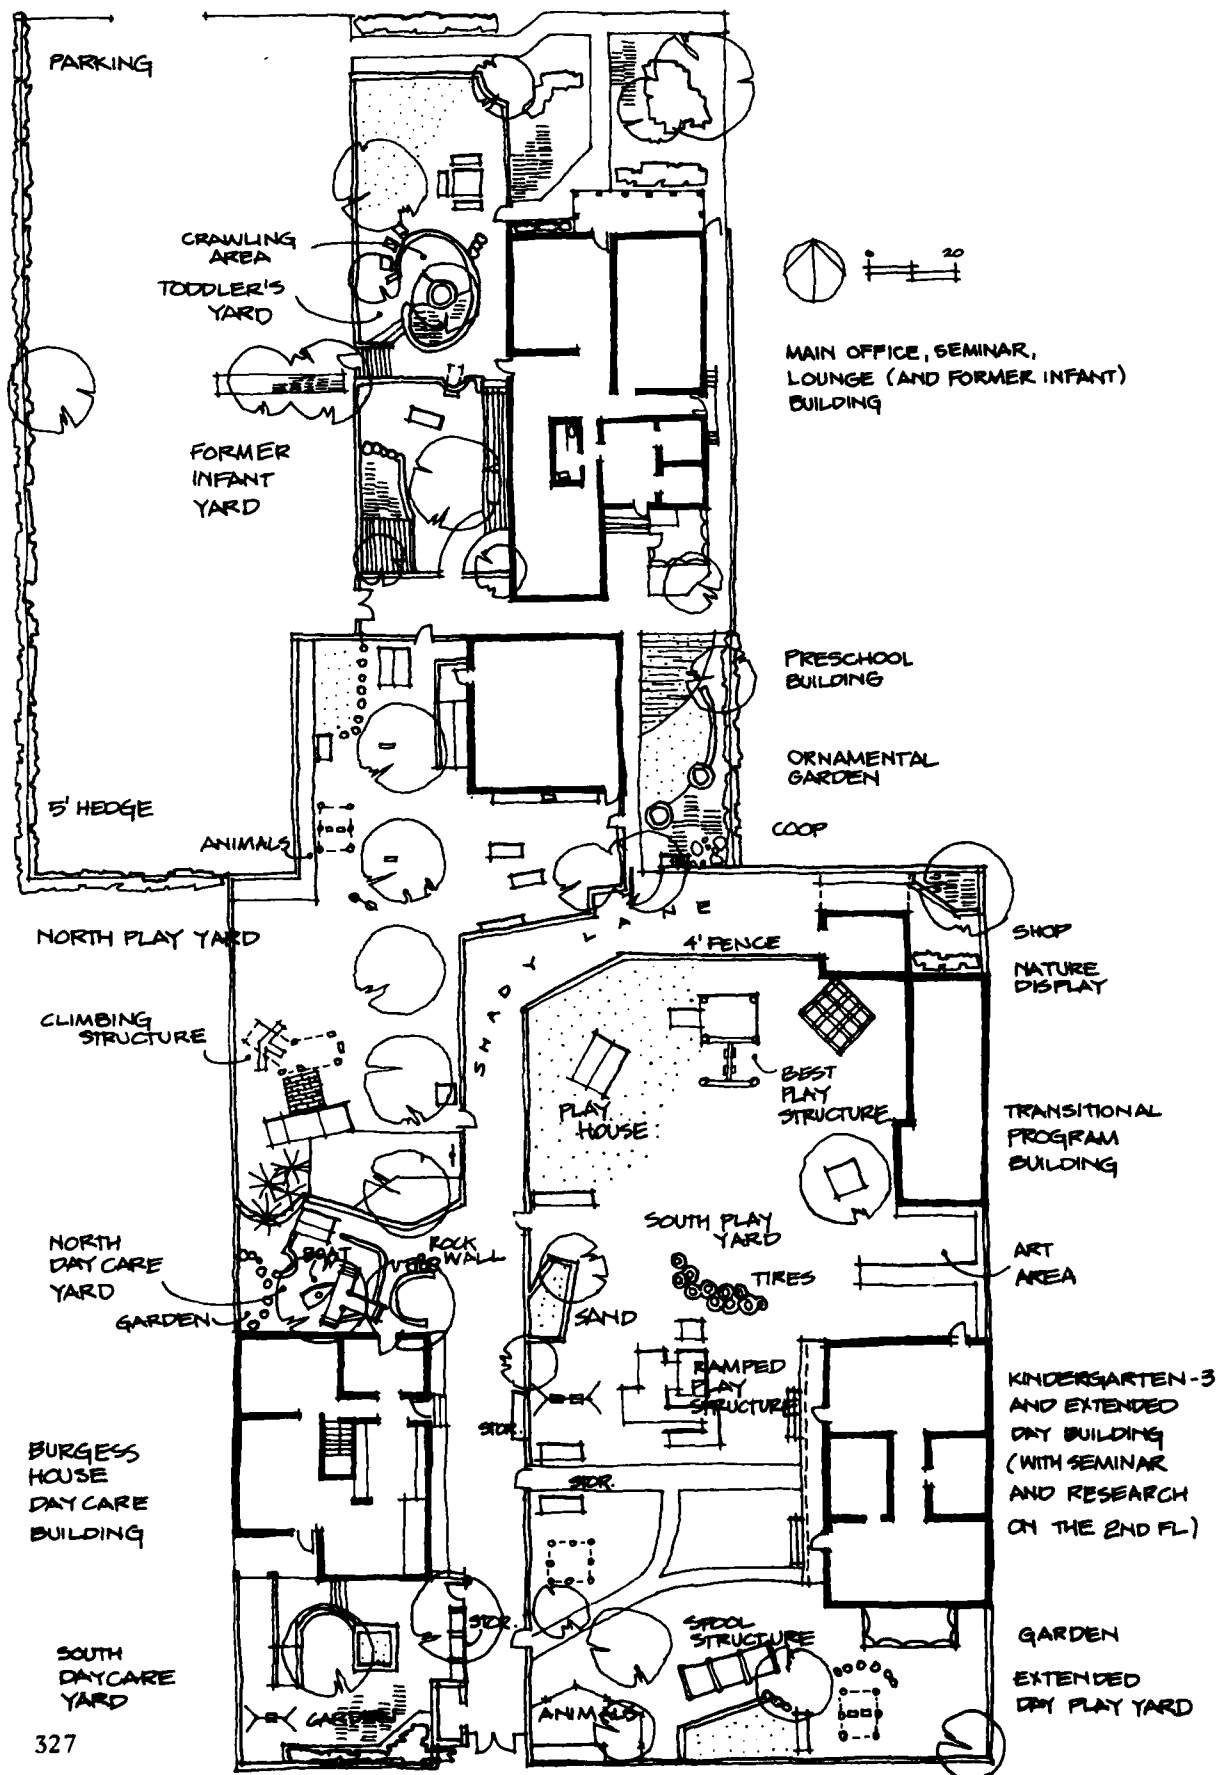 PARKING
CRAWLING
AREA
TODDLER'S
YARD
0 20
MAIN OFFICE, SEMINAR,
LOUNGE (AND FORMER INFANT)
BUILDING
FORMER
INFANT
YARD
PRESCHOOL
BUILDING
ORNAMENTAL
GARDEN
5' HEDGE
COOP
ANIMALS
NORTH PLAY YARD
SHADY LANE
4' FENCE
SHOP
NATURE
DISPLAY
CLIMBING
STRUCTURE
PLAY
HOUSE
BEST
PLAY
STRUCTURE
TRANSITIONAL
PROGRAM
BUILDING
NORTH
DAY CARE
YARD
GARDEN
BOAT
ROCK
WALL
SOUTH PLAY
YARD
TIRES
ART
AREA
SAND
RAMPED
PLAY
STRUCTURE
STOR.
STOR.
KINDERGARTEN-3
AND EXTENDED
DAY BUILDING
(WITH SEMINAR
AND RESEARCH
ON THE 2ND FL)
BURGESS
HOUSE
DAY CARE
BUILDING
STOR.
SPOOL
STRUCTURE
GARDEN
SOUTH
DAYCARE
YARD
GARDEN
ANIMALS
EXTENDED
DAY PLAY YARD
327